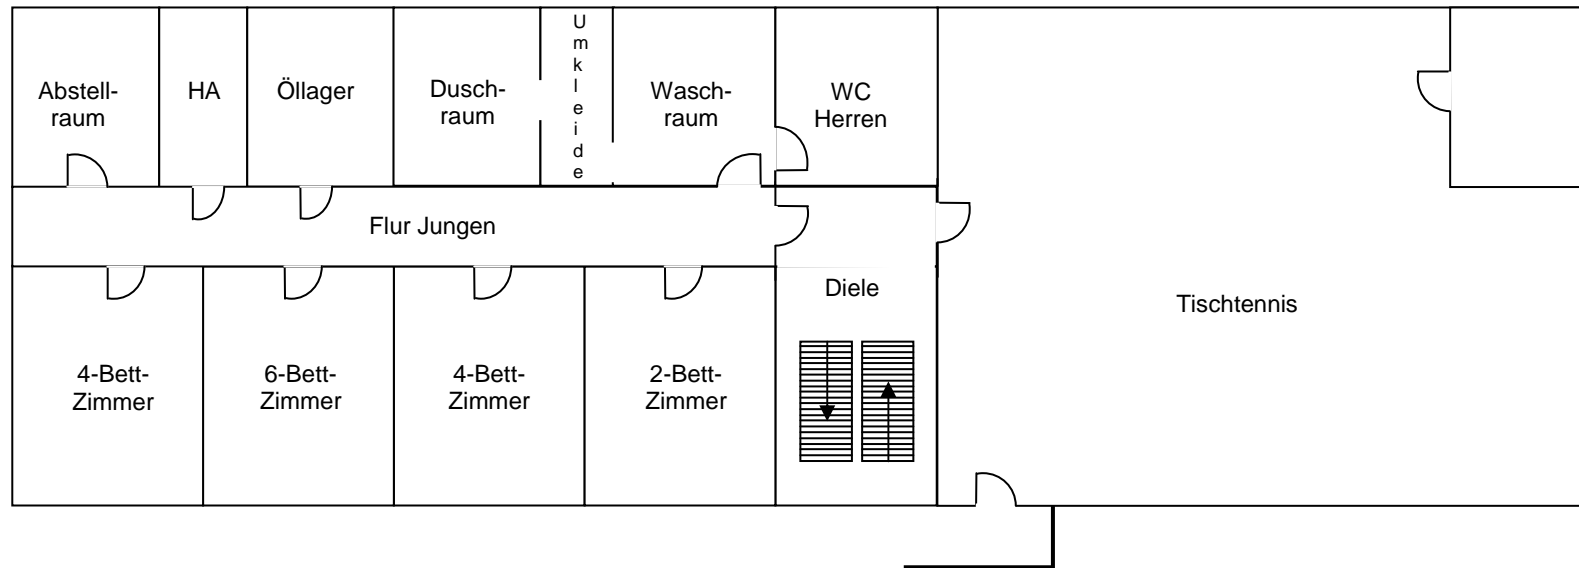 Abstell-
raum
HA
Öllager
Dusch-
raum
Umkleide
Wasch-
raum
WC
Herren
Flur Jungen
Diele
Tischtennis
4-Bett-
Zimmer
6-Bett-
Zimmer
4-Bett-
Zimmer
2-Bett-
Zimmer